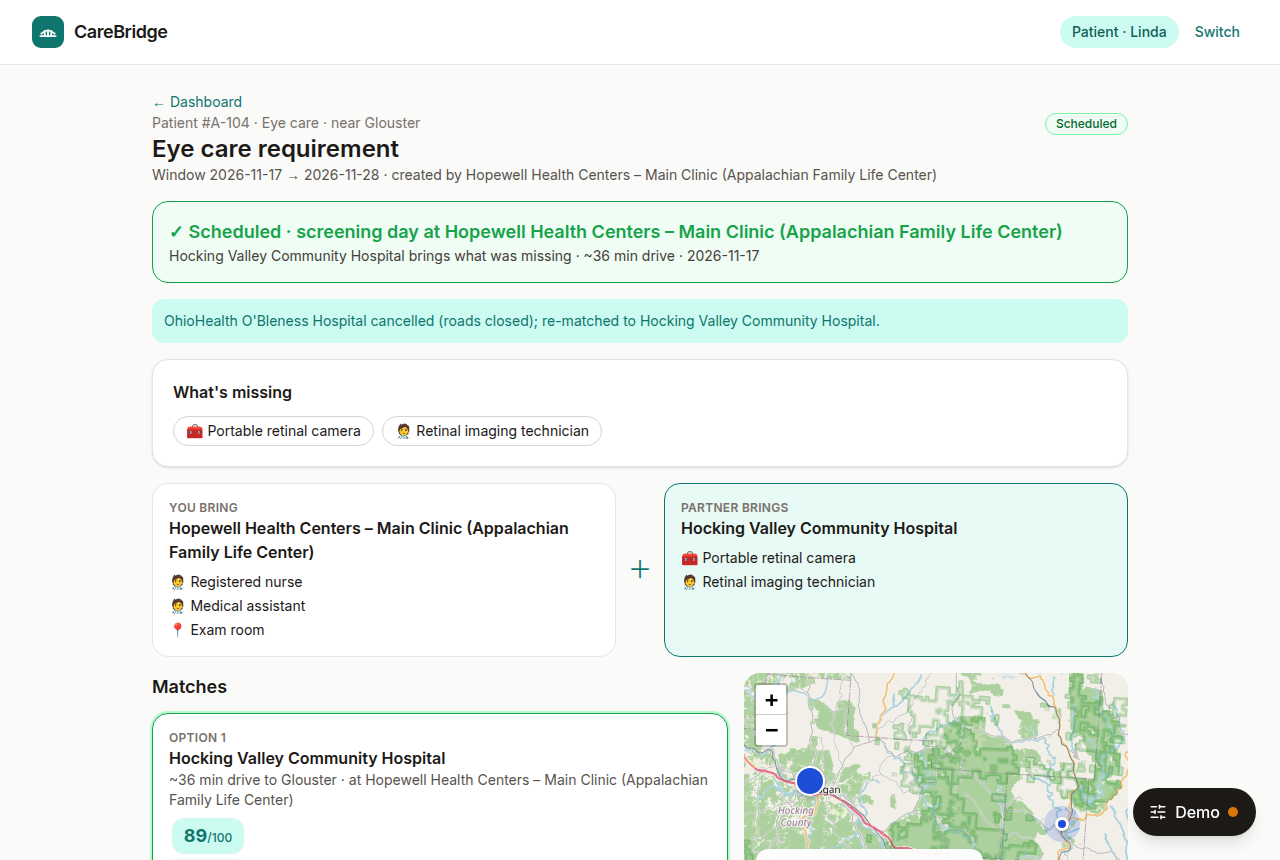 CareBridge
Patient · Linda
Switch
← Dashboard
Patient #A-104 · Eye care · near Glouster
Scheduled
Eye care requirement
Window 2026-11-17 → 2026-11-28 · created by Hopewell Health Centers – Main Clinic (Appalachian Family Life Center)
✓ Scheduled · screening day at Hopewell Health Centers – Main Clinic (Appalachian Family Life Center)
Hocking Valley Community Hospital brings what was missing · ~36 min drive · 2026-11-17
OhioHealth O'Bleness Hospital cancelled (roads closed); re-matched to Hocking Valley Community Hospital.
What's missing
🧰 Portable retinal camera
🧑‍⚕️ Retinal imaging technician
YOU BRING
Hopewell Health Centers – Main Clinic (Appalachian
Family Life Center)
🧑‍⚕️ Registered nurse
🧑‍⚕️ Medical assistant
📍 Exam room
+
PARTNER BRINGS
Hocking Valley Community Hospital
🧰 Portable retinal camera
🧑‍⚕️ Retinal imaging technician
Matches
OPTION 1
Hocking Valley Community Hospital
~36 min drive to Glouster · at Hopewell Health Centers – Main Clinic (Appalachian
Family Life Center)
89/100
+
−
gan
Hocking
County
Demo